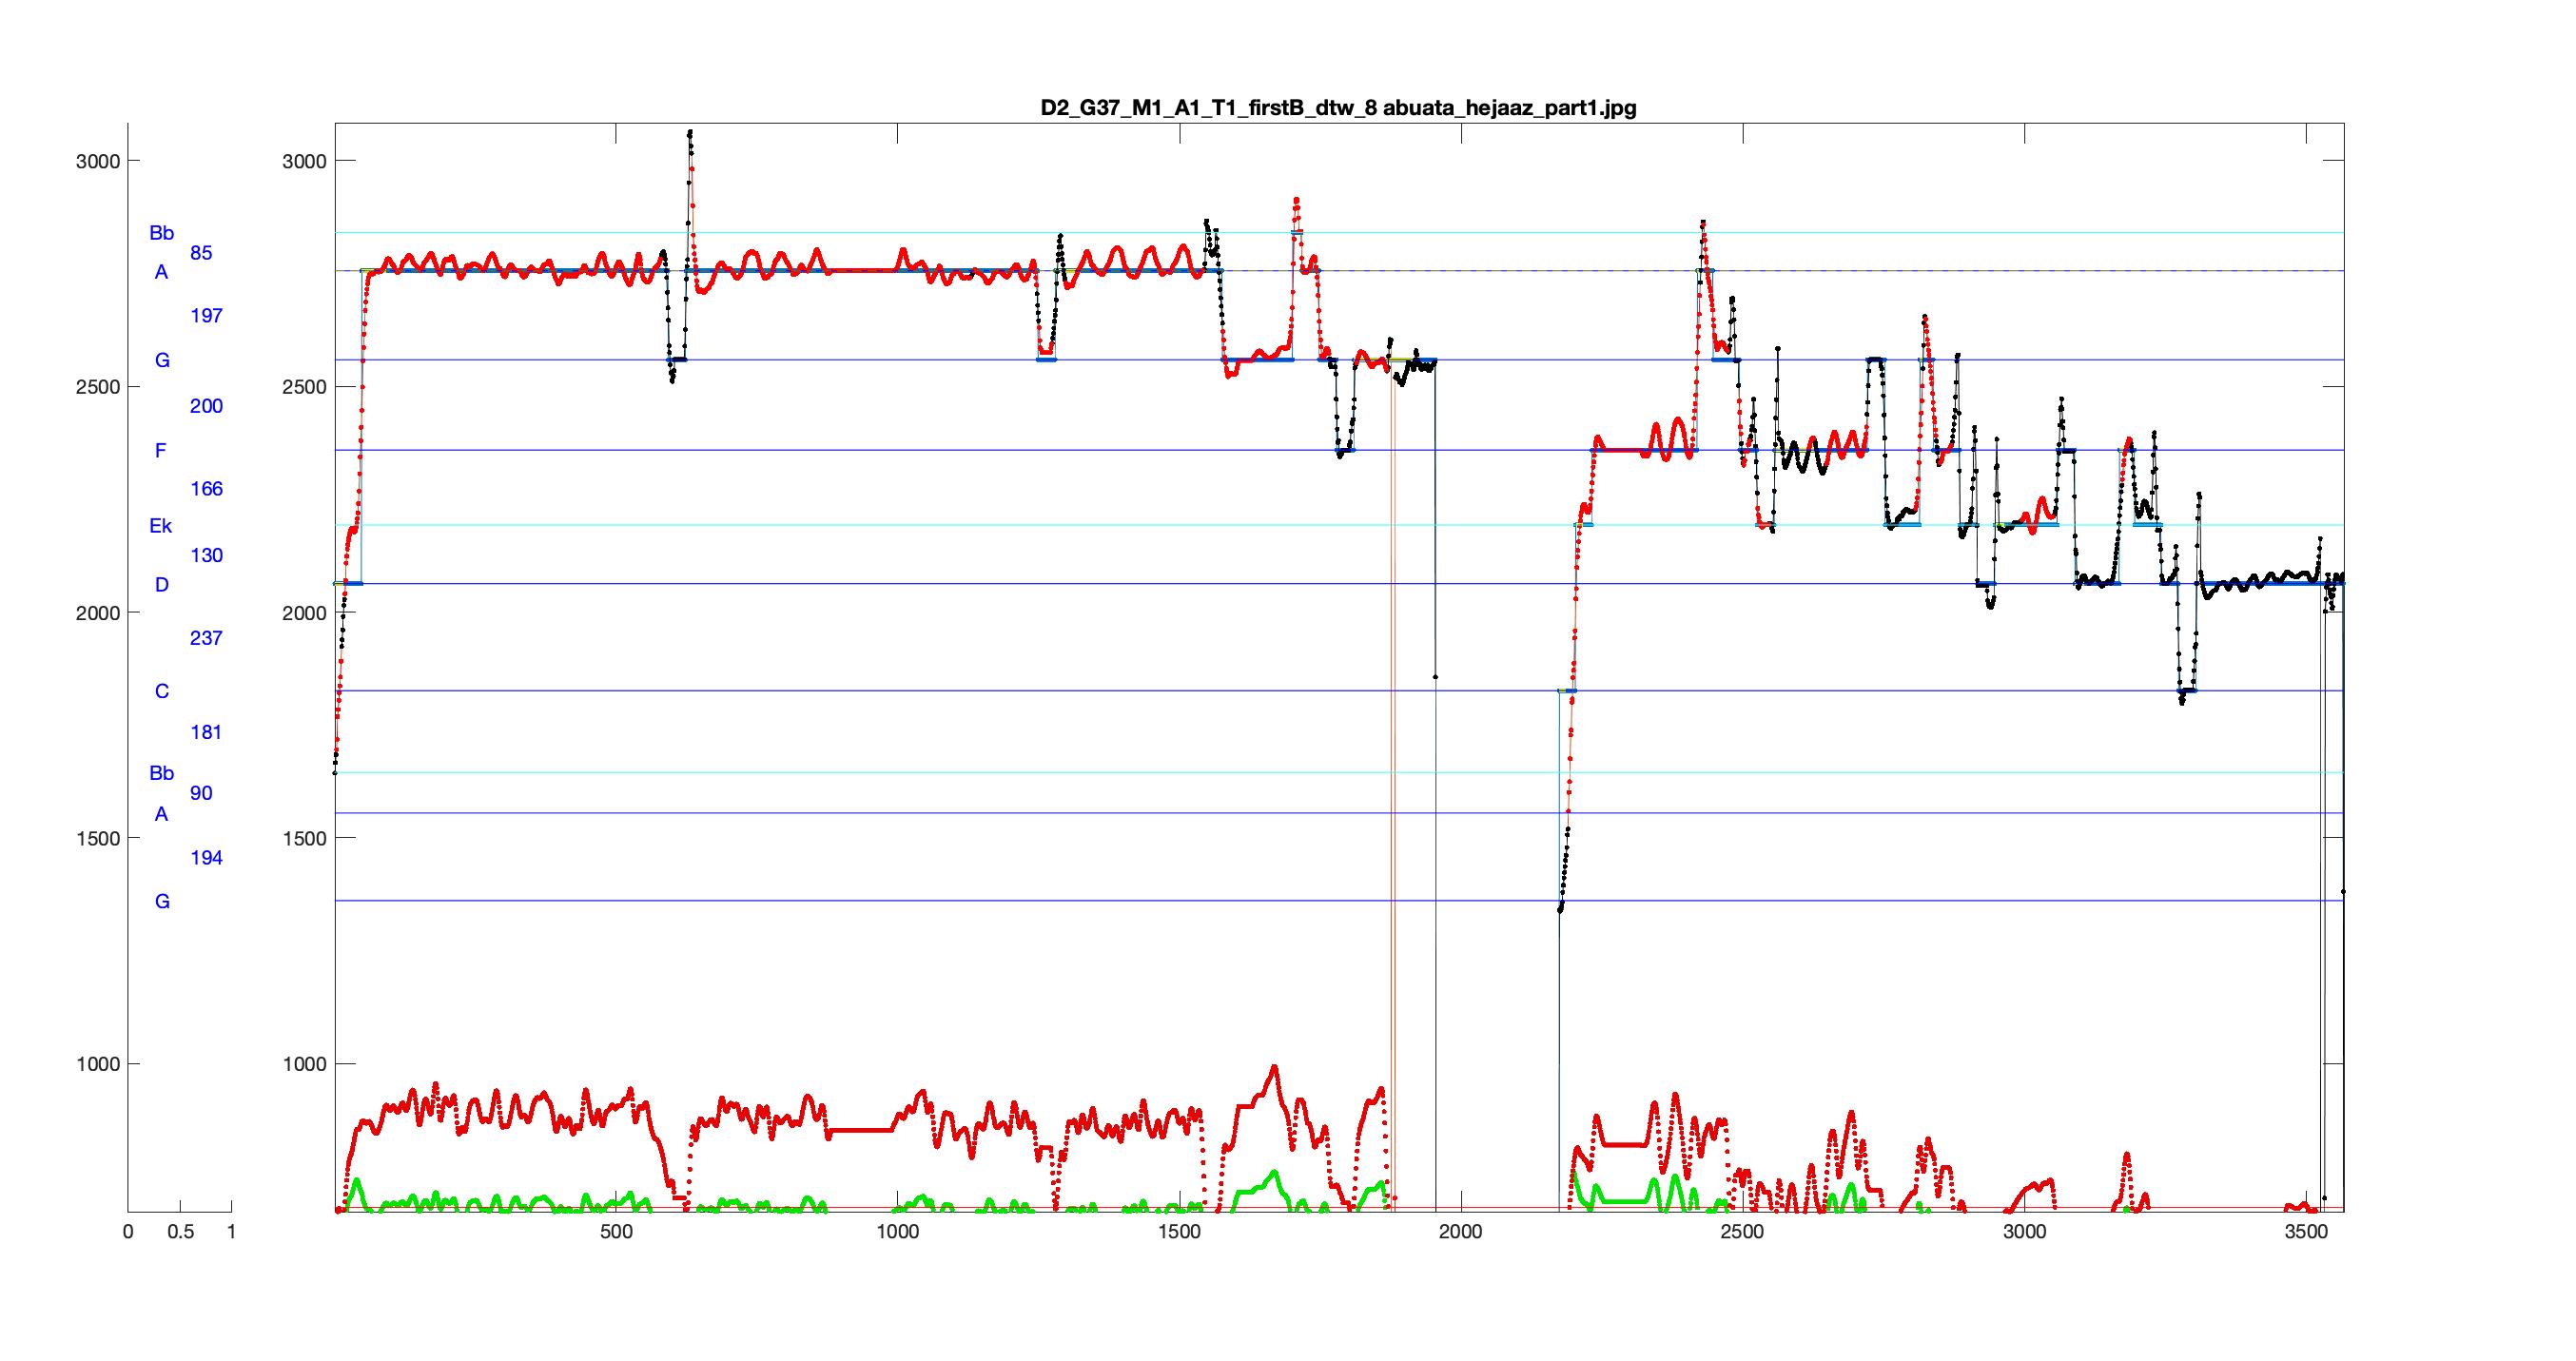 D2_G37_M1_A1_T1_firstB_dtw_8 abuata_hejaaz_part1.jpg
3000 3000
Bb
85
A
197
G
2500 2500
200
F
166
Ek
130
D
2000 2000
237
C
181
Bb
90
A
1500 1500
194
G
1000 1000
0 0.5 1 500 1000 1500 2000 2500 3000 3500